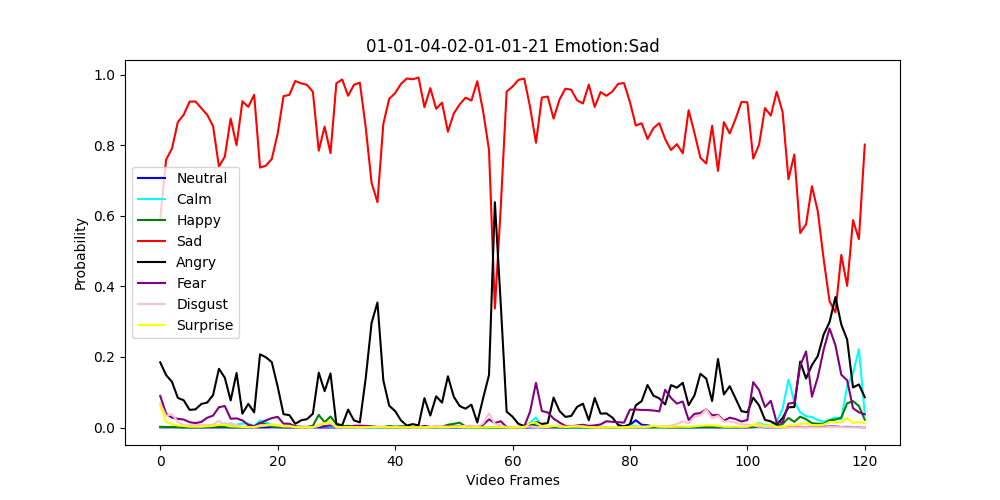 01-01-04-02-01-01-21 Emotion:Sad
1.0
0.8
0.6
0.4
0.2
0.0
Probability
Neutral
Calm
Happy
Sad
Angry
Fear
Disgust
Surprise
0 20 40 60 80 100 120
Video Frames